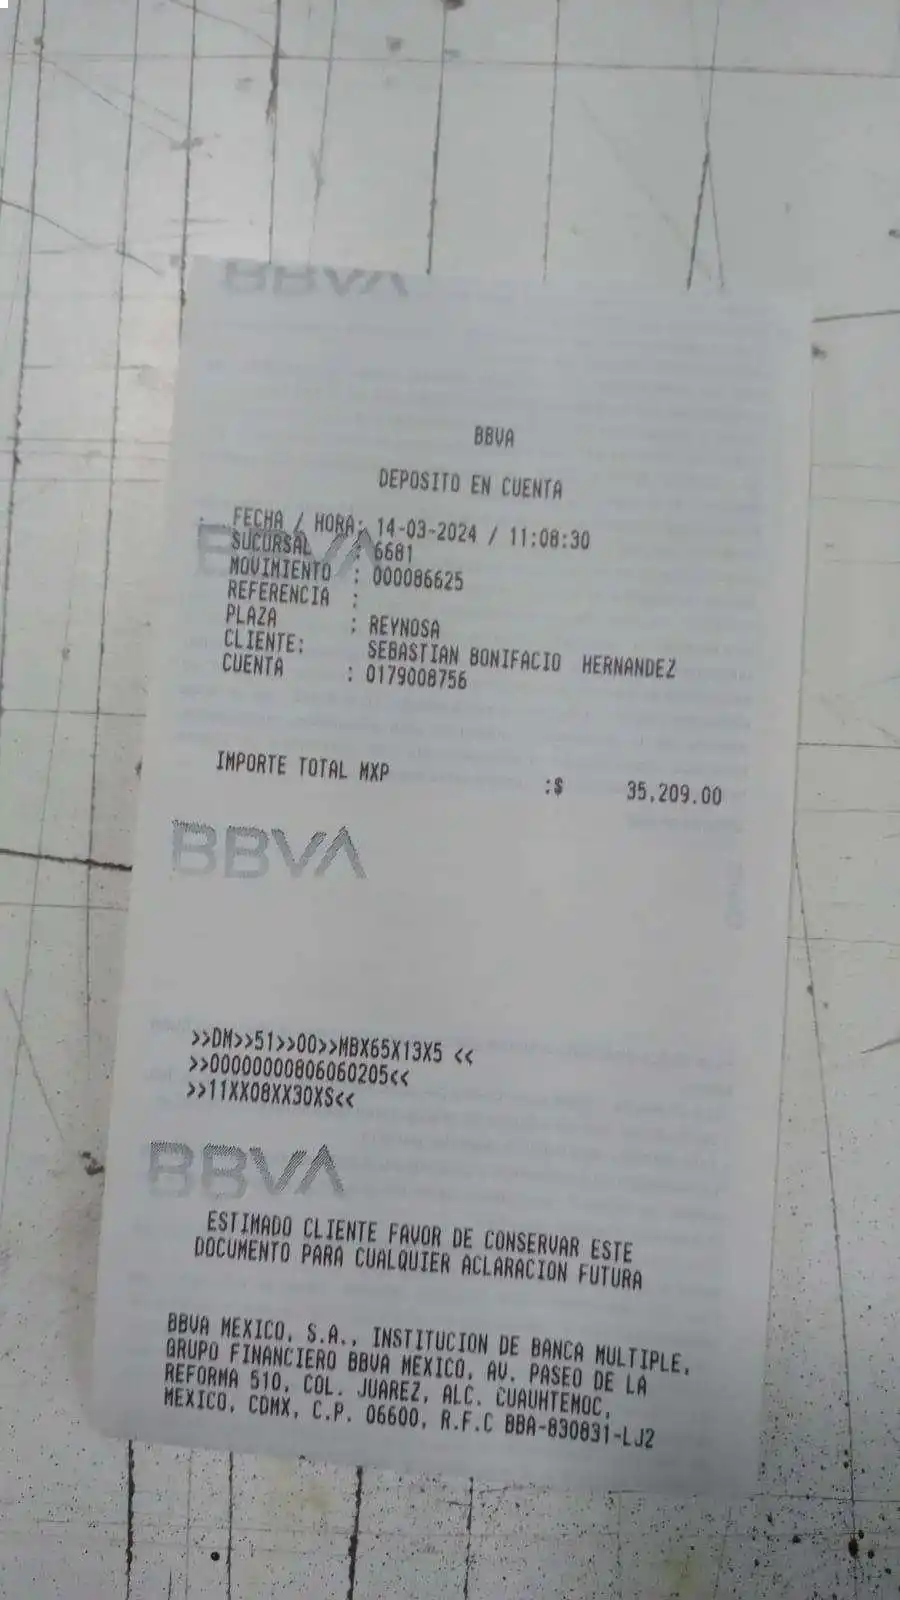 BBVA
BBVA
DEPOSITO EN CUENTA
FECHA / HORA: 14-03-2024 / 11:08:30
SUCURSAL : 6681
BBVA
MOVIMIENTO : 000086625
REFERENCIA :
PLAZA : REYNOSA
CLIENTE: SEBASTIAN BONIFACIO HERNANDEZ
CUENTA : 0179008756
IMPORTE TOTAL MXP :$ 35,209.00
BBVA
>>DM>>51>>00>>MBX65X13X5 <<
>>00000000806060205<<
>>11XX08XX30XS<<
BBVA
ESTIMADO CLIENTE FAVOR DE CONSERVAR ESTE
DOCUMENTO PARA CUALQUIER ACLARACION FUTURA
BBVA MEXICO, S.A., INSTITUCION DE BANCA MULTIPLE,
GRUPO FINANCIERO BBVA MEXICO, AV. PASEO DE LA
REFORMA 510, COL. JUAREZ, ALC. CUAUHTEMOC,
MEXICO, CDMX, C.P. 06600, R.F.C BBA-830831-LJ2